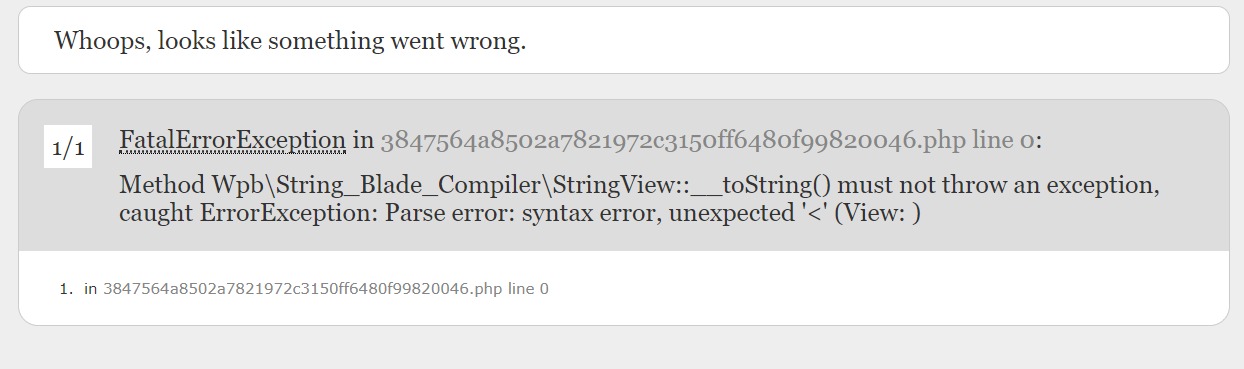 Whoops, looks like something went wrong.
1/1
FatalErrorException in 3847564a8502a7821972c3150ff6480f99820046.php line 0:
Method Wpb\String_Blade_Compiler\StringView::__toString() must not throw an exception,
caught ErrorException: Parse error: syntax error, unexpected '<' (View: )
1. in 3847564a8502a7821972c3150ff6480f99820046.php line 0